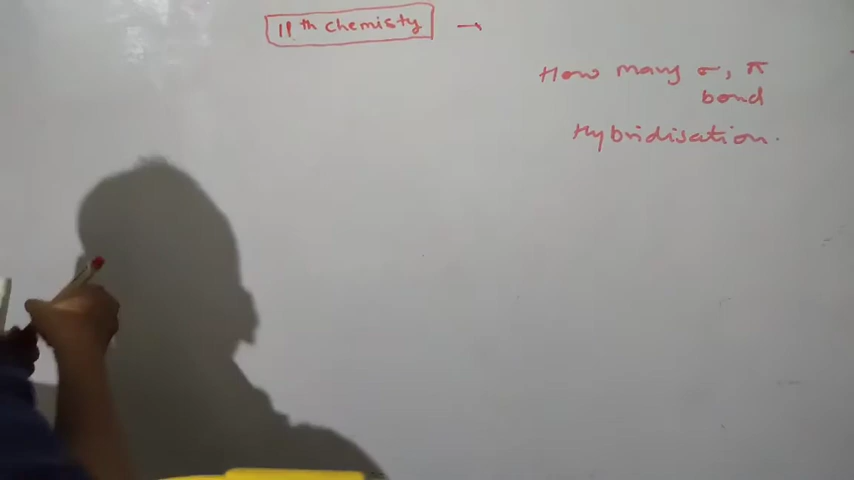 11th chemisty →
How many σ, π
bond
Hybridisation.